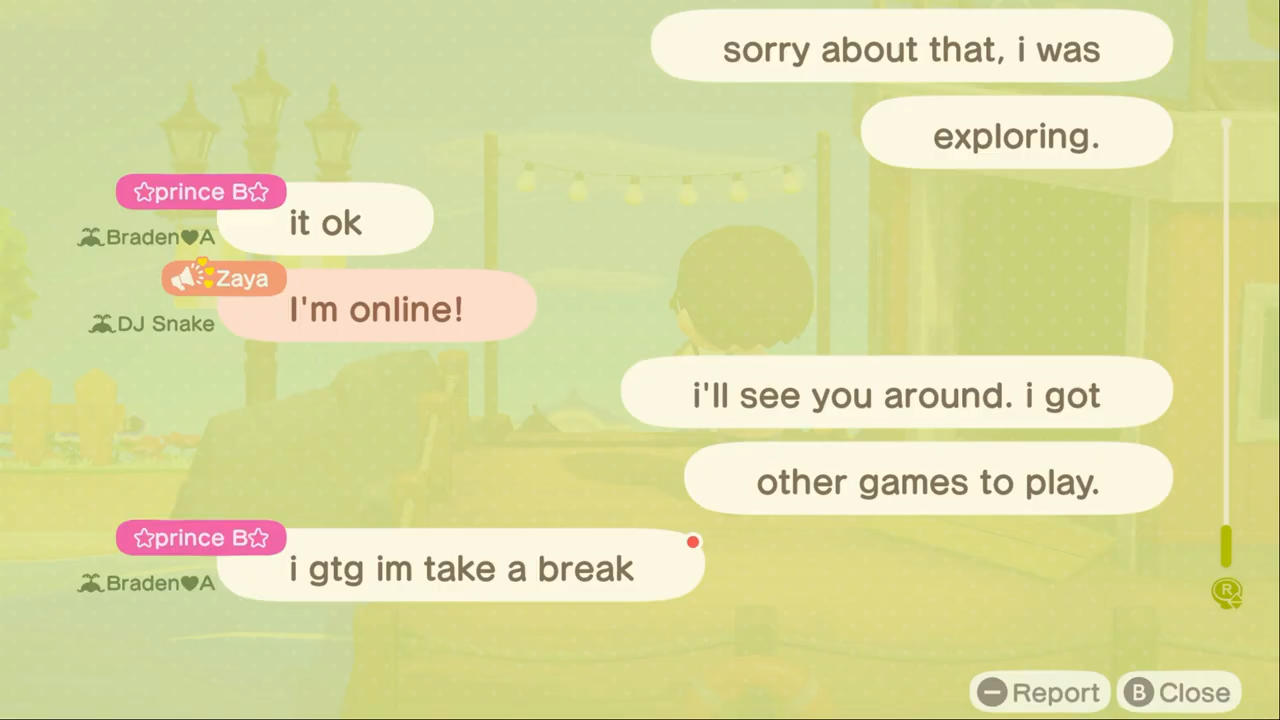 sorry about that, i was
exploring.
☆prince B☆
it ok
Braden♥A
Zaya
I'm online!
DJ Snake
i'll see you around. i got
other games to play.
☆prince B☆
i gtg im take a break
Braden♥A
R
Report
B Close